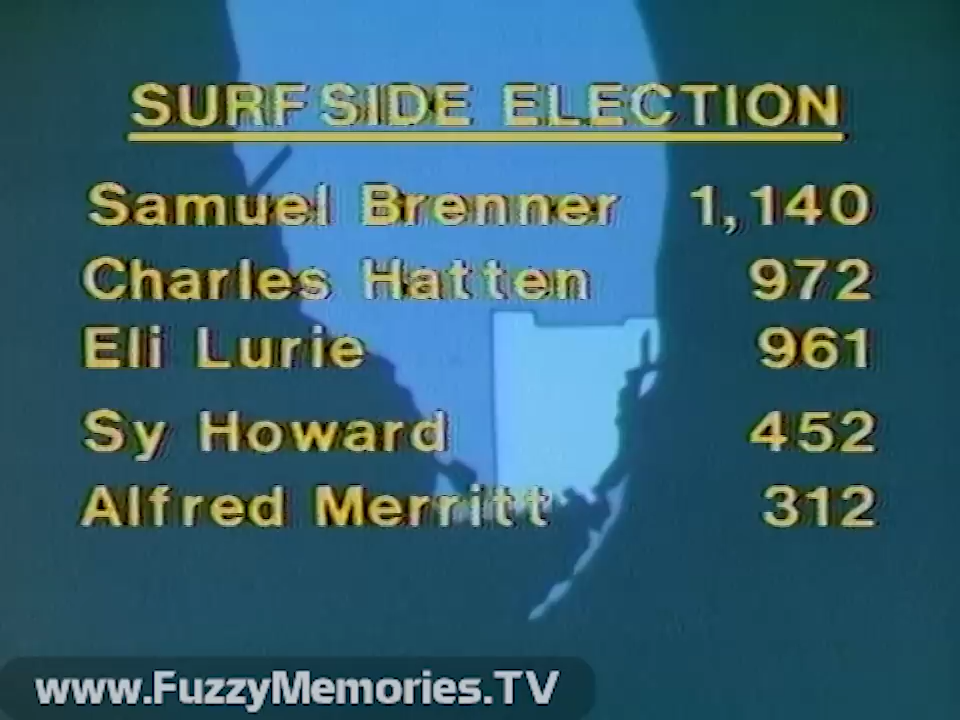 SURFSIDE ELECTION
Samuel Brenner 1,140
Charles Hatten 972
Eli Lurie 961
Sy Howard 452
Alfred Merritt 312
www.FuzzyMemories.TV